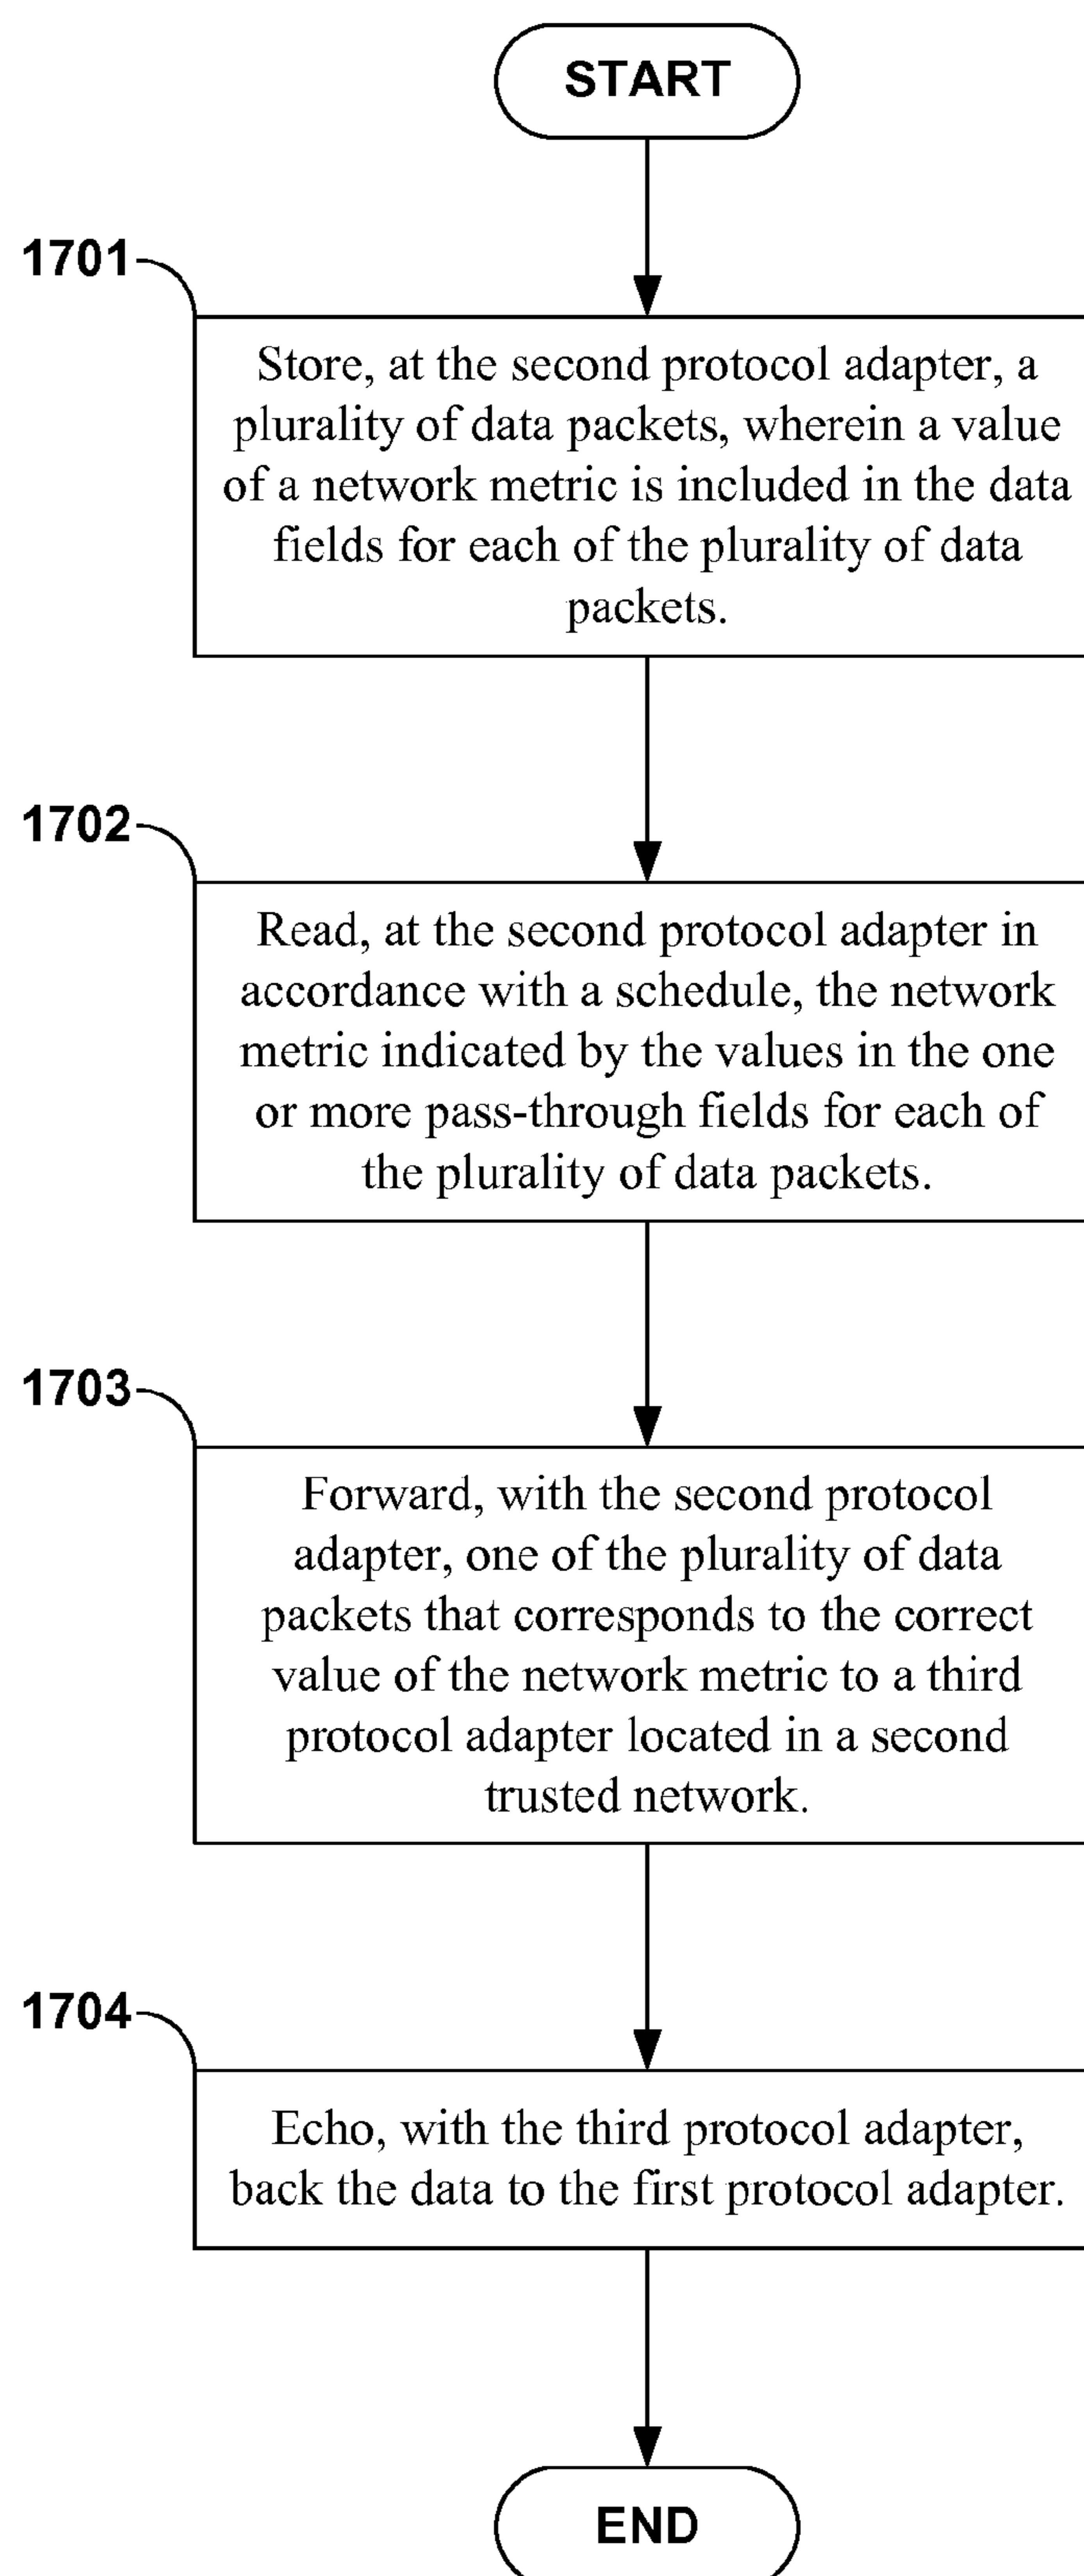 START
1701
Store, at the second protocol adapter, a
plurality of data packets, wherein a value
of a network metric is included in the data
fields for each of the plurality of data
packets.
1702
Read, at the second protocol adapter in
accordance with a schedule, the network
metric indicated by the values in the one
or more pass-through fields for each of
the plurality of data packets.
1703
Forward, with the second protocol
adapter, one of the plurality of data
packets that corresponds to the correct
value of the network metric to a third
protocol adapter located in a second
trusted network.
1704
Echo, with the third protocol adapter,
back the data to the first protocol adapter.
END